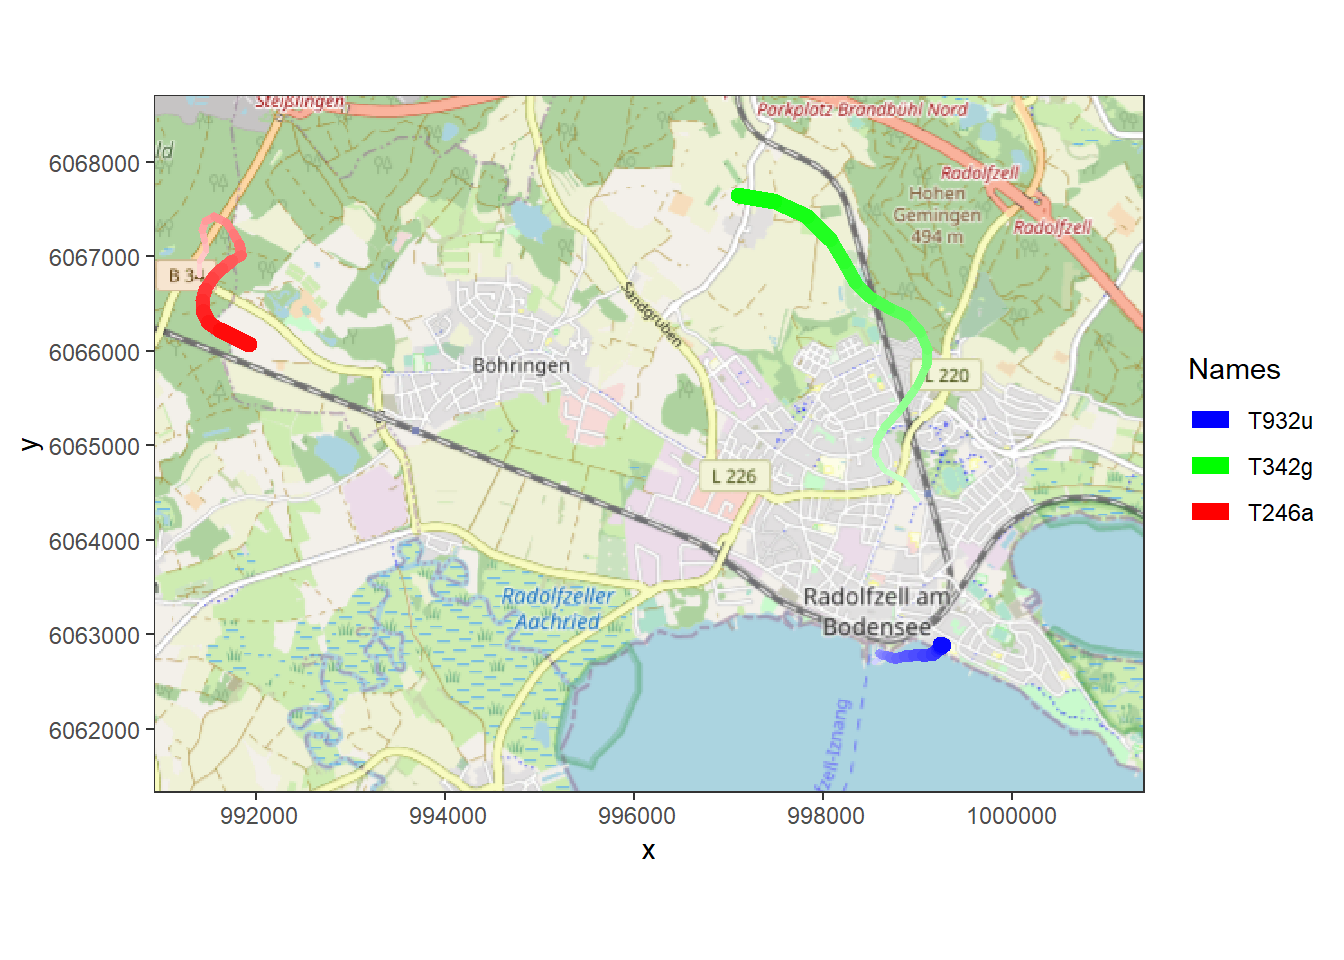 Steißlingen
Parkplatz Brandbühl Nord
ld
Radolfzell
Hohen
Gemingen
494 m
Radolfzell
B 34
Sandgruben
Böhringen
L 220
L 226
Radolfzeller
Aachried
Radolfzell am
Bodensee
fzell-Iznang
6068000
6067000
6066000
6065000
6064000
6063000
6062000
y
992000
994000
996000
998000
1000000
x
Names
T932u
T342g
T246a